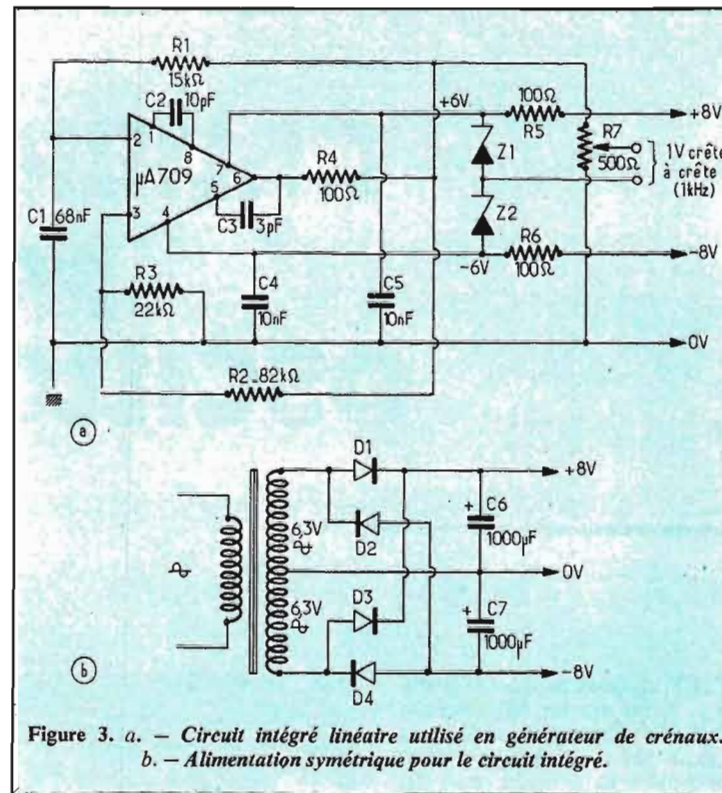 R1
15kΩ
C2 10pF
1
8
2
µA709
7
6
5
3
4
C1 68nF
C3 3pF
R4
100Ω
+6V
100Ω
R5
+8V
Z1
R7
500Ω
1V crête
à crête
(1kHz)
Z2
-6V
R6
100Ω
-8V
R3
22kΩ
C4
10nF
C5
10nF
0V
R2_82kΩ
a
D1
+8V
C6
+
1000µF
6,3V
D2
0V
6,3V
D3
C7
+
1000µF
D4
-8V
b
Figure 3. a. — Circuit intégré linéaire utilisé en générateur de crénaux.
b. — Alimentation symétrique pour le circuit intégré.